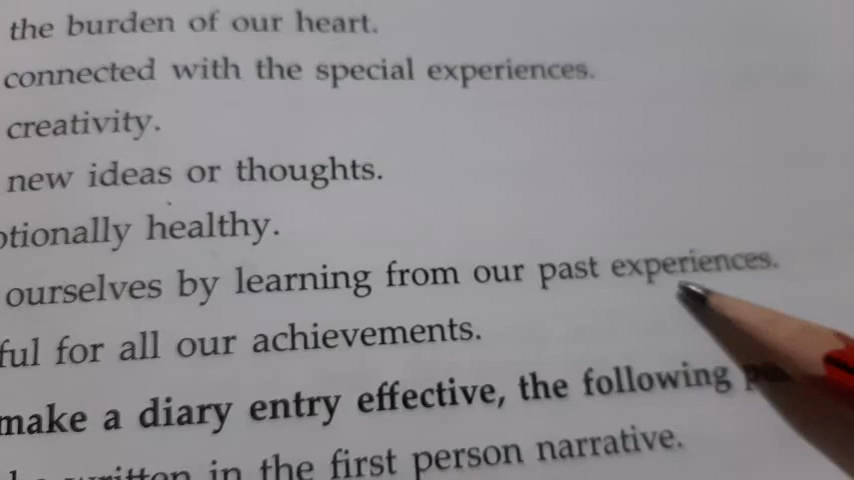 the burden of our heart.
connected with the special experiences.
creativity.
new ideas or thoughts.
otionally healthy.
ourselves by learning from our past experiences.
ful for all our achievements.
make a diary entry effective, the following
written in the first person narrative.